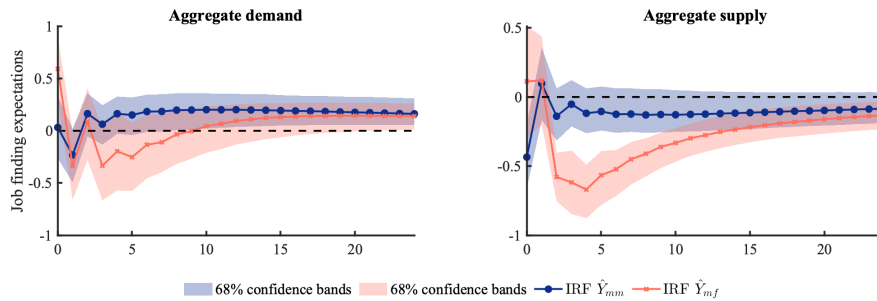 Aggregate demand
Aggregate supply
Job finding expectations
1
0.5
0
-0.5
-1
0 5 10 15 20
0.5
0
-0.5
-1
0 5 10 15 20
68% confidence bands 68% confidence bands IRF Ŷmm IRF Ŷmf